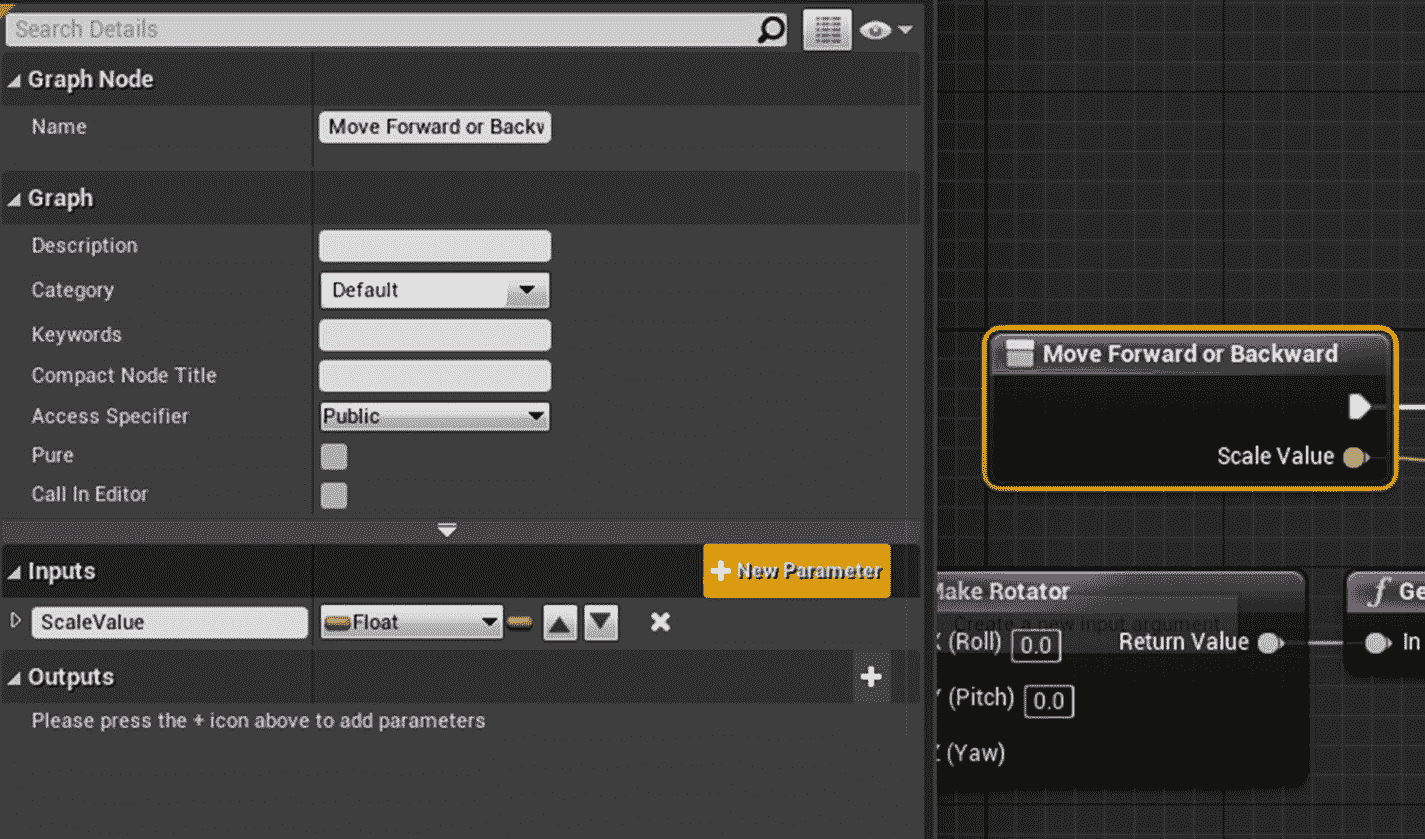 Search Details
Graph Node
Name
Move Forward or Backw
Graph
Description
Category
Default
Keywords
Compact Node Title
Access Specifier
Public
Pure
Call In Editor
Inputs
New Parameter
ScaleValue
Float
Outputs
Please press the + icon above to add parameters
Move Forward or Backward
Scale Value
Make Rotator
Create a new input argument
(Roll) 0.0
Return Value
(Pitch) 0.0
(Yaw)
f Ge
In